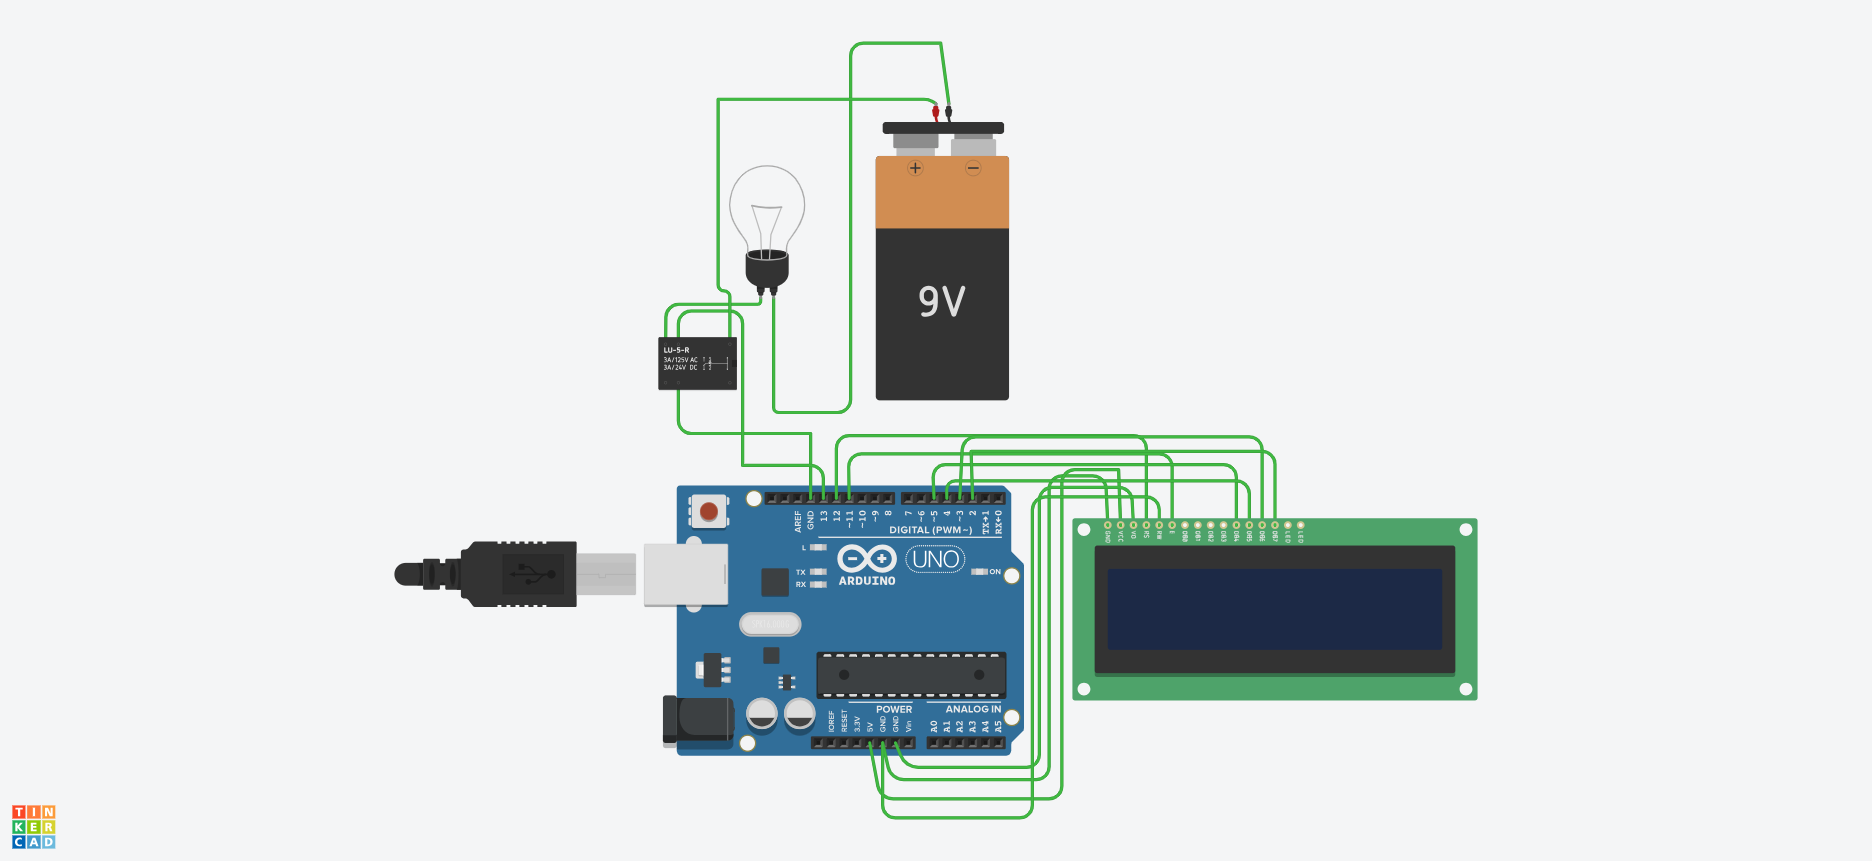 + −
9V
LU-5-R
3A/125V AC
3A/24V DC
AREF
GND
13
12
~11
~10
~9
8
7
~6
~5
4
~3
2
TX→1
RX←0
DIGITAL (PWM~)
L
TX
RX
ARDUINO
UNO
ON
POWER
ANALOG IN
IOREF
RESET
3.3V
5V
GND
GND
Vin
A0
A1
A2
A3
A4
A5
GND
VCC
VO
RS
RW
E
DB0
DB1
DB2
DB3
DB4
DB5
DB6
DB7
LED
LED
TIN
KER
CAD